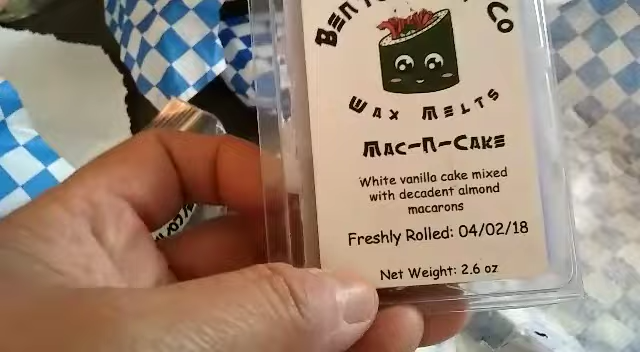 Co
Wax Melts
Mac-n-Cake
White vanilla cake mixed
with decadent almond
macarons
Freshly Rolled: 04/02/18
Net Weight: 2.6 oz